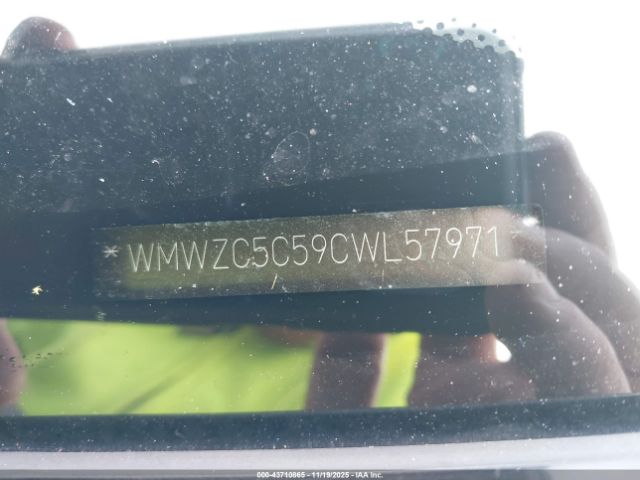 * WMWZC5C59CWL57971
000-43710865 - 11/19/2025 - IAA Inc.